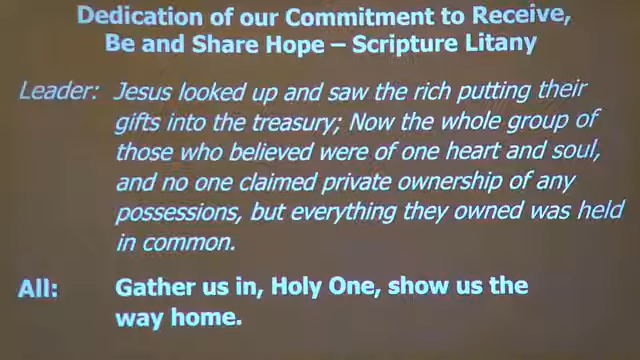 Dedication of our Commitment to Receive,
Be and Share Hope – Scripture Litany
Leader: Jesus looked up and saw the rich putting their
gifts into the treasury; Now the whole group of
those who believed were of one heart and soul,
and no one claimed private ownership of any
possessions, but everything they owned was held
in common.
All: Gather us in, Holy One, show us the
way home.